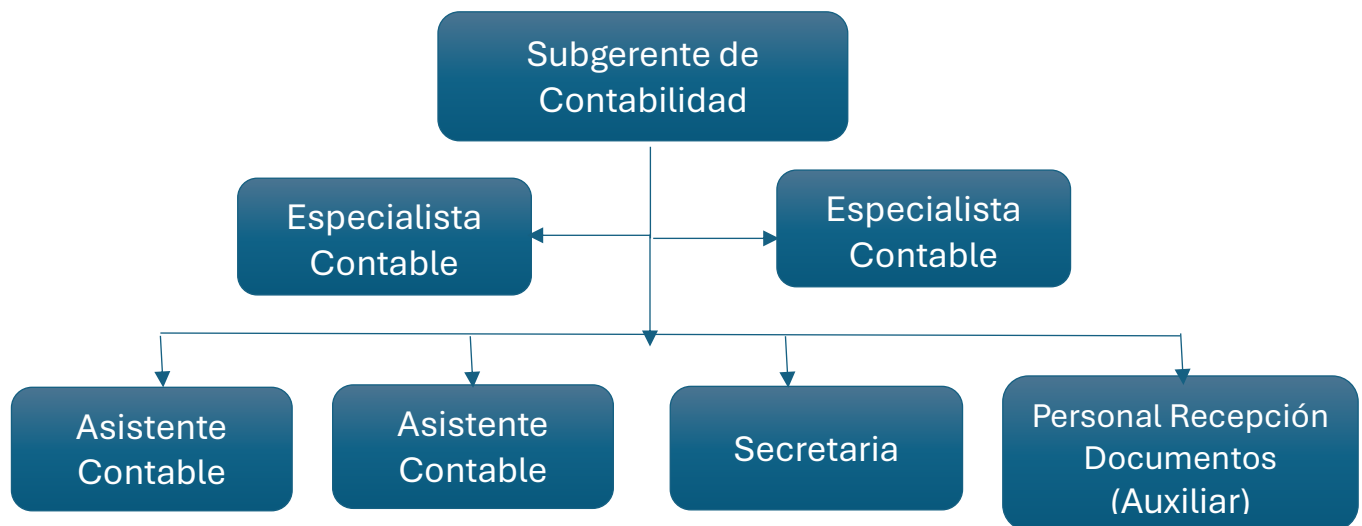 Subgerente de
Contabilidad
Especialista
Contable
Especialista
Contable
Asistente
Contable
Asistente
Contable
Secretaria
Personal Recepción
Documentos
(Auxiliar)